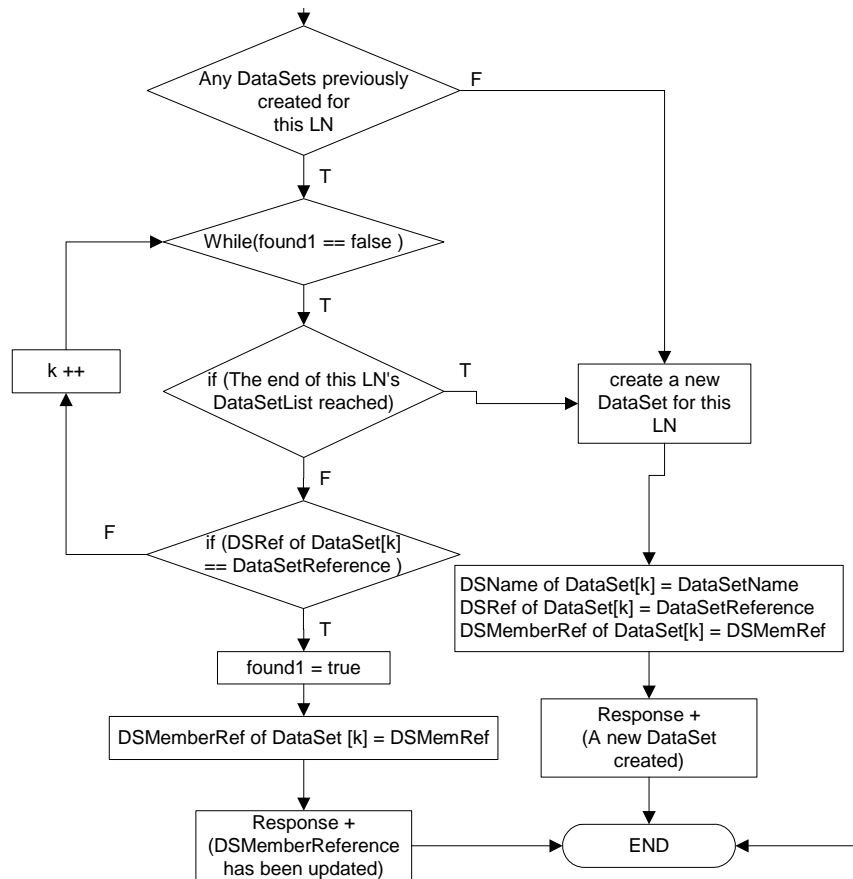 Any DataSets previously
created for
this LN
F
T
While(found1 == false )
T
k ++
if (The end of this LN's
DataSetList reached)
T
create a new
DataSet for this
LN
F
F
if (DSRef of DataSet[k]
== DataSetReference )
DSName of DataSet[k] = DataSetName
DSRef of DataSet[k] = DataSetReference
DSMemberRef of DataSet[k] = DSMemRef
T
found1 = true
DSMemberRef of DataSet [k] = DSMemRef
Response +
(A new DataSet
created)
Response +
(DSMemberReference
has been updated)
END